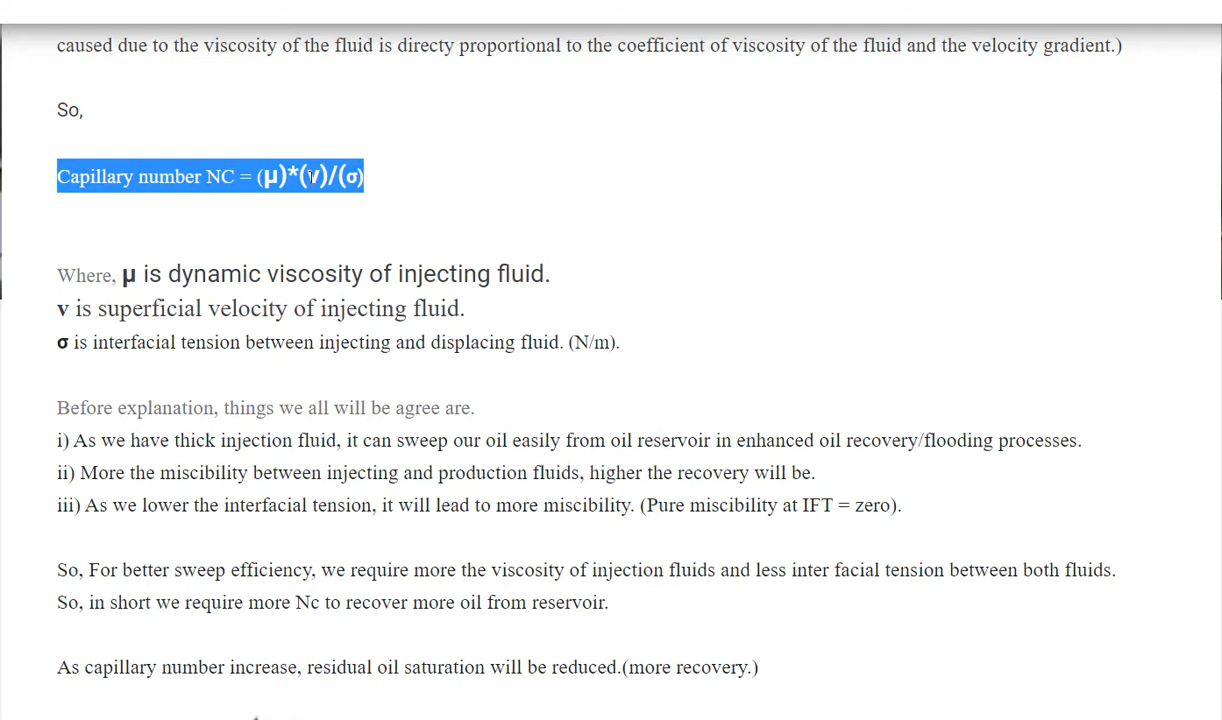 caused due to the viscosity of the fluid is directy proportional to the coefficient of viscosity of the fluid and the velocity gradient.)
So,
Capillary number NC = (μ)*(v)/(σ)
Where, μ is dynamic viscosity of injecting fluid.
v is superficial velocity of injecting fluid.
σ is interfacial tension between injecting and displacing fluid. (N/m).
Before explanation, things we all will be agree are.
i) As we have thick injection fluid, it can sweep our oil easily from oil reservoir in enhanced oil recovery/flooding processes.
ii) More the miscibility between injecting and production fluids, higher the recovery will be.
iii) As we lower the interfacial tension, it will lead to more miscibility. (Pure miscibility at IFT = zero).
So, For better sweep efficiency, we require more the viscosity of injection fluids and less inter facial tension between both fluids.
So, in short we require more Nc to recover more oil from reservoir.
As capillary number increase, residual oil saturation will be reduced.(more recovery.)